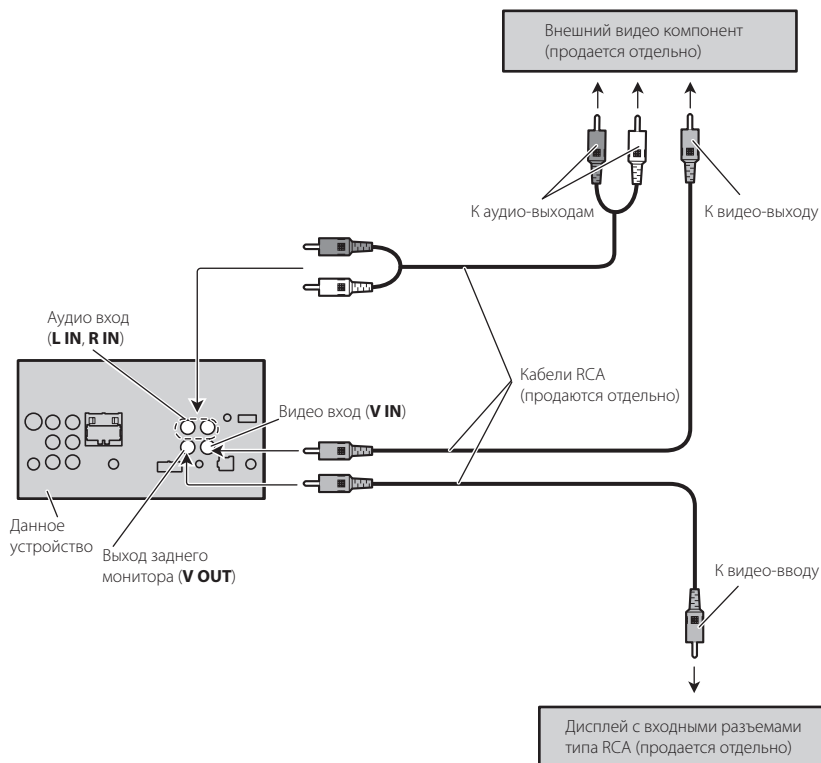 Внешний видео компонент
(продается отдельно)
К аудио-выходам
К видео-выходу
Аудио вход
(L IN, R IN)
Кабели RCA
(продаются отдельно)
Видео вход (V IN)
Данное
устройство
Выход заднего
монитора (V OUT)
К видео-вводу
Дисплей с входными разъемами
типа RCA (продается отдельно)